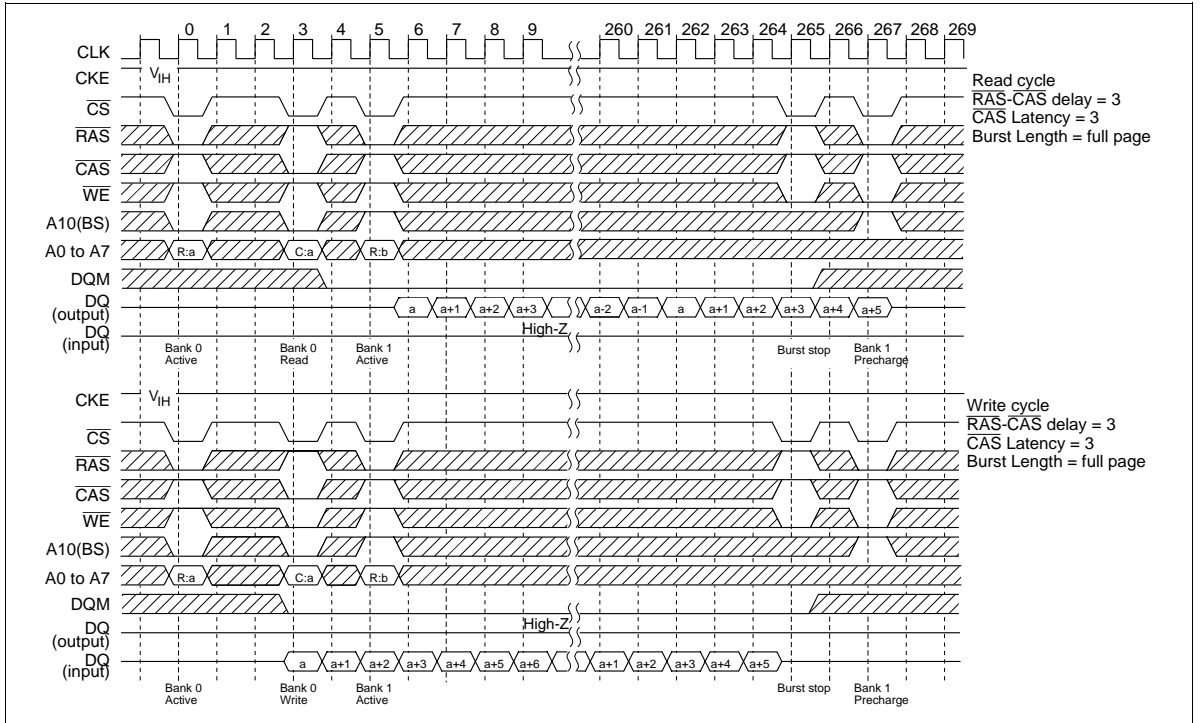 0 1 2 3 4 5 6 7 8 9 260 261 262 263 264 265 266 267 268 269
CLK
CKE VIH
CS
RAS
CAS
WE
A10(BS)
A0 to A7 R:a C:a R:b
DQM
DQ (output) a a+1 a+2 a+3 a-2 a-1 a a+1 a+2 a+3 a+4 a+5
DQ (input) High-Z
Bank 0 Active
Bank 0 Read
Bank 1 Active
Burst stop
Bank 1 Precharge
Read cycle
RAS-CAS delay = 3
CAS Latency = 3
Burst Length = full page
CKE VIH
CS
RAS
CAS
WE
A10(BS)
A0 to A7 R:a C:a R:b
DQM
DQ (output) High-Z
DQ (input) a a+1 a+2 a+3 a+4 a+5 a+6 a+1 a+2 a+3 a+4 a+5
Bank 0 Active
Bank 0 Write
Bank 1 Active
Burst stop
Bank 1 Precharge
Write cycle
RAS-CAS delay = 3
CAS Latency = 3
Burst Length = full page